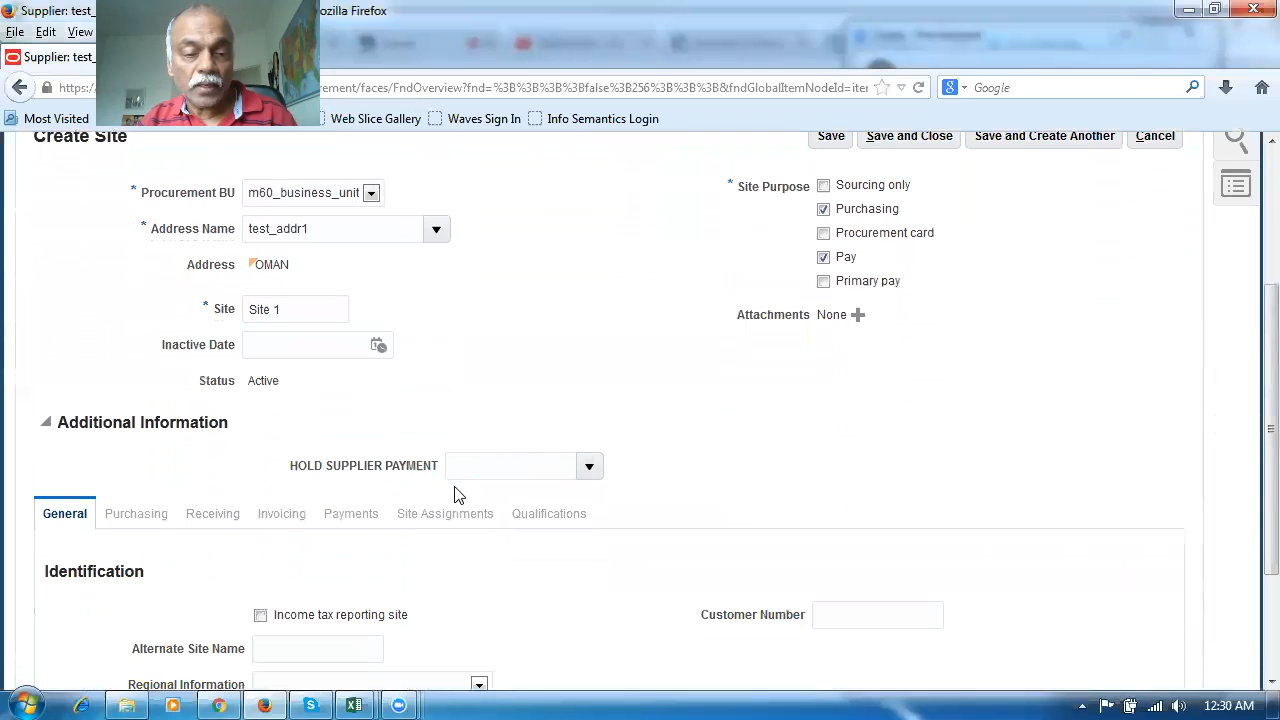 Supplier: test_
ozilla Firefox
File Edit View
Supplier: test_
https://
rement/faces/FndOverview?fnd=%3B%3B%3B%3Bfalse%3B256%3B%3B%3B&fndGlobalItemNodeId=iter
Google
Most Visited
Web Slice Gallery
Waves Sign In
Info Semantics Login
Create Site
Save
Save and Close
Save and Create Another
Cancel
* Procurement BU m60_business_unit
* Address Name test_addr1
Address OMAN
* Site Site 1
Inactive Date
Status Active
* Site Purpose Sourcing only
Purchasing
Procurement card
Pay
Primary pay
Attachments None
Additional Information
HOLD SUPPLIER PAYMENT
General Purchasing Receiving Invoicing Payments Site Assignments Qualifications
Identification
Income tax reporting site
Customer Number
Alternate Site Name
Regional Information
12:30 AM